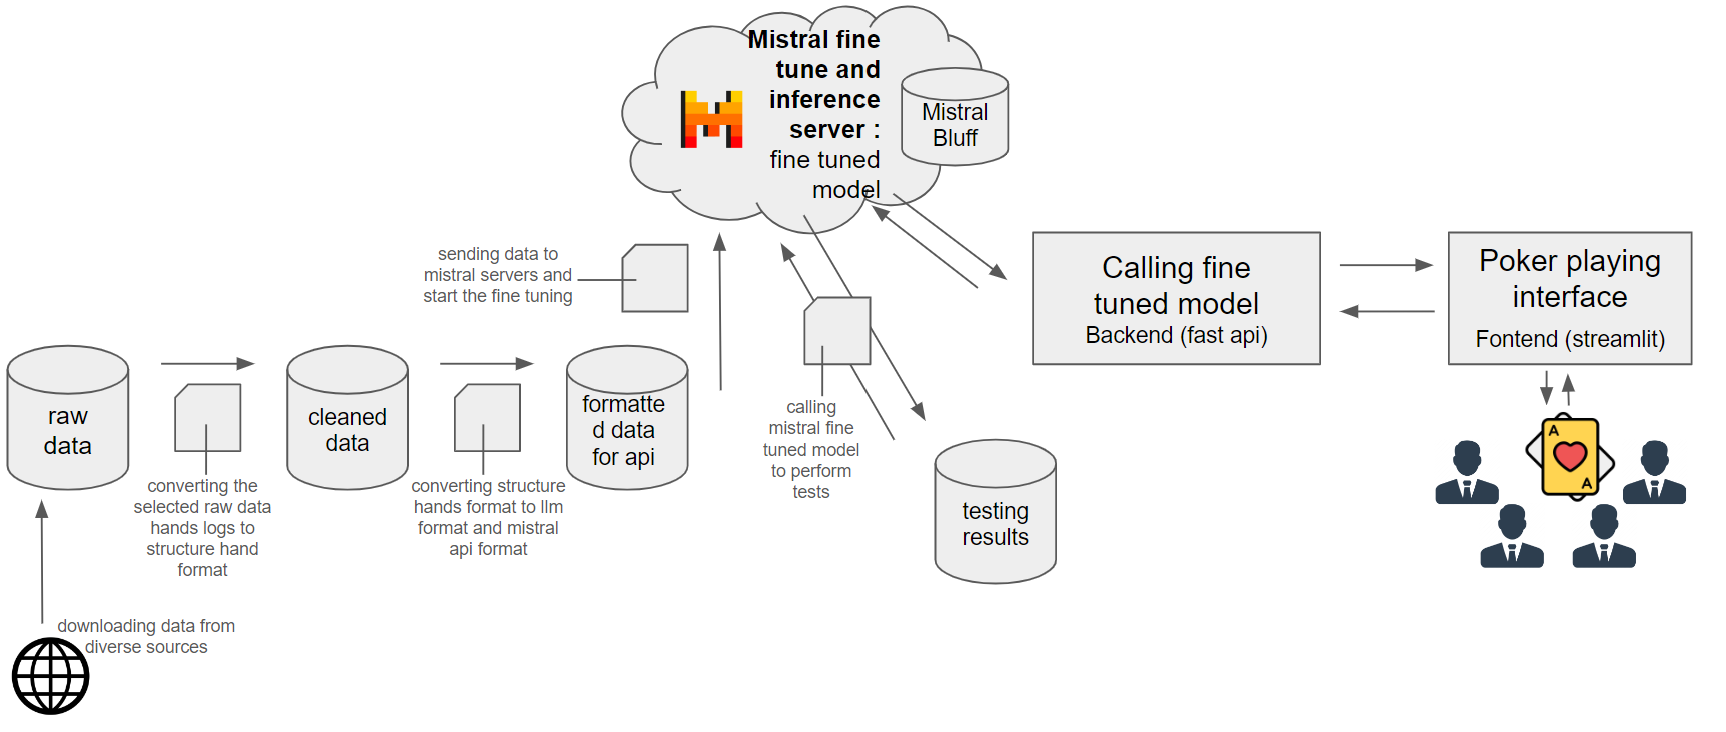 Mistral fine
tune and
inference
server :
fine tuned
model
Mistral
Bluff
sending data to
mistral servers and
start the fine tuning
Calling fine
tuned model
Backend (fast api)
Poker playing
interface
Fontend (streamlit)
raw
data
cleaned
data
formatte
d data
for api
calling
mistral fine
tuned model
to perform
tests
converting the
selected raw data
hands logs to
structure hand
format
converting structure
hands format to llm
format and mistral
api format
testing
results
A
A
downloading data from
diverse sources